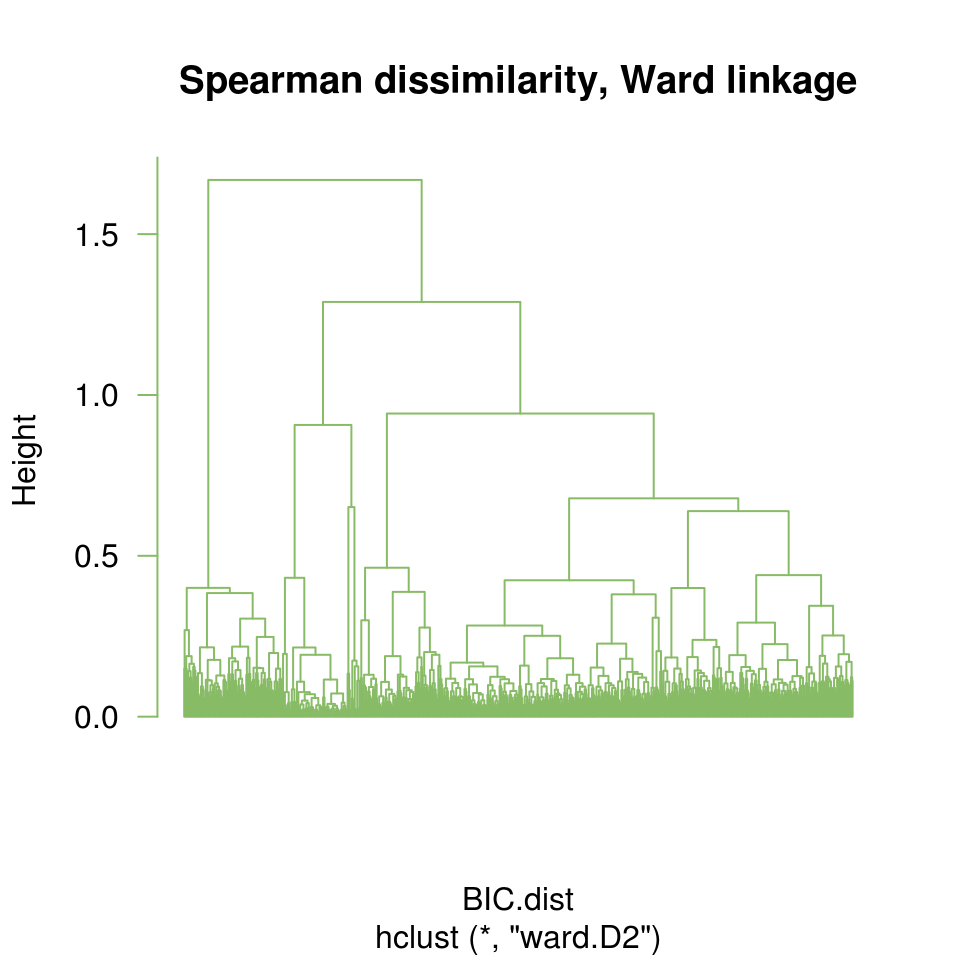 Spearman dissimilarity, Ward linkage
Height
1.5
1.0
0.5
0.0
BIC.dist
hclust (*, "ward.D2")